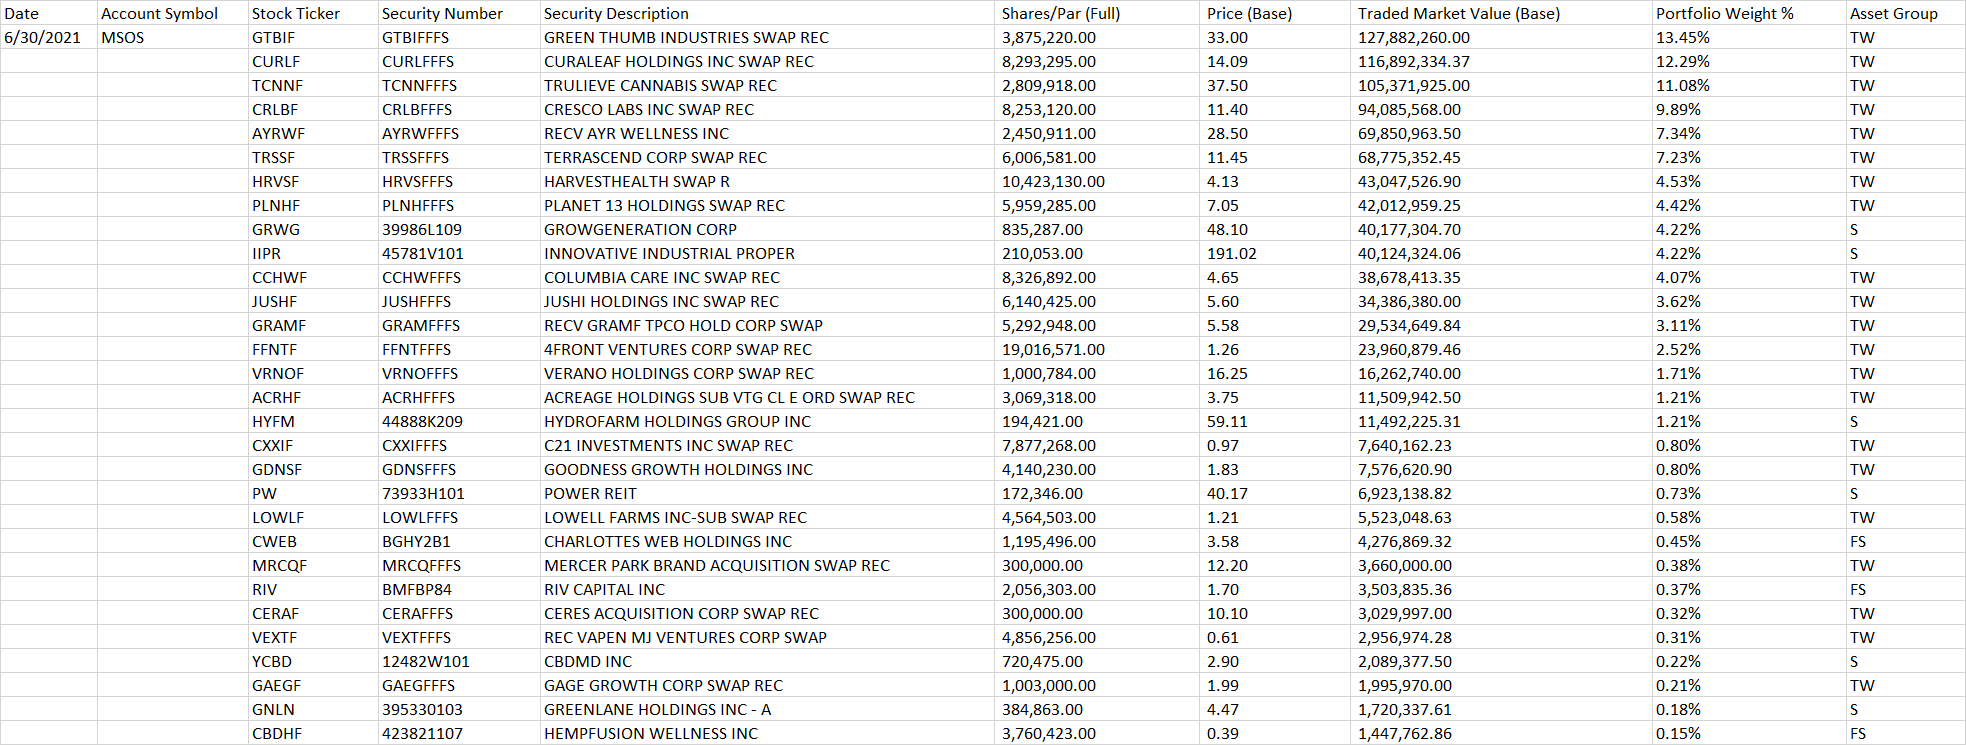 Date Account Symbol Stock Ticker Security Number Security Description Shares/Par (Full) Price (Base) Traded Market Value (Base) Portfolio Weight % Asset Group
6/30/2021 MSOS GTBIF GTBIFFFS GREEN THUMB INDUSTRIES SWAP REC 3,875,220.00 33.00 127,882,260.00 13.45% TW
CURLF CURLFFFS CURALEAF HOLDINGS INC SWAP REC 8,293,295.00 14.09 116,892,334.37 12.29% TW
TCNNF TCNNFFFS TRULIEVE CANNABIS SWAP REC 2,809,918.00 37.50 105,371,925.00 11.08% TW
CRLBF CRLBFFFS CRESCO LABS INC SWAP REC 8,253,120.00 11.40 94,085,568.00 9.89% TW
AYRWF AYRWFFFS RECV AYR WELLNESS INC 2,450,911.00 28.50 69,850,963.50 7.34% TW
TRSSF TRSSFFFS TERRASCEND CORP SWAP REC 6,006,581.00 11.45 68,775,352.45 7.23% TW
HRVSF HRVSFFFS HARVESTHEALTH SWAP R 10,423,130.00 4.13 43,047,526.90 4.53% TW
PLNHF PLNHFFFS PLANET 13 HOLDINGS SWAP REC 5,959,285.00 7.05 42,012,959.25 4.42% TW
GRWG 39986L109 GROWGENERATION CORP 835,287.00 48.10 40,177,304.70 4.22% S
IIPR 45781V101 INNOVATIVE INDUSTRIAL PROPER 210,053.00 191.02 40,124,324.06 4.22% S
CCHWF CCHWFFFS COLUMBIA CARE INC SWAP REC 8,326,892.00 4.65 38,678,413.35 4.07% TW
JUSHF JUSHFFFS JUSHI HOLDINGS INC SWAP REC 6,140,425.00 5.60 34,386,380.00 3.62% TW
GRAMF GRAMFFFS RECV GRAMF TPCO HOLD CORP SWAP 5,292,948.00 5.58 29,534,649.84 3.11% TW
FFNTF FFNTFFFS 4FRONT VENTURES CORP SWAP REC 19,016,571.00 1.26 23,960,879.46 2.52% TW
VRNOF VRNOFFFS VERANO HOLDINGS CORP SWAP REC 1,000,784.00 16.25 16,262,740.00 1.71% TW
ACRHF ACRHFFFS ACREAGE HOLDINGS SUB VTG CL E ORD SWAP REC 3,069,318.00 3.75 11,509,942.50 1.21% TW
HYFM 44888K209 HYDROFARM HOLDINGS GROUP INC 194,421.00 59.11 11,492,225.31 1.21% S
CXXIF CXXIFFFS C21 INVESTMENTS INC SWAP REC 7,877,268.00 0.97 7,640,162.23 0.80% TW
GDNSF GDNSFFFS GOODNESS GROWTH HOLDINGS INC 4,140,230.00 1.83 7,576,620.90 0.80% TW
PW 73933H101 POWER REIT 172,346.00 40.17 6,923,138.82 0.73% S
LOWLF LOWLFFFS LOWELL FARMS INC-SUB SWAP REC 4,564,503.00 1.21 5,523,048.63 0.58% TW
CWEB BGHY2B1 CHARLOTTES WEB HOLDINGS INC 1,195,496.00 3.58 4,276,869.32 0.45% FS
MRCQF MRCQFFFS MERCER PARK BRAND ACQUISITION SWAP REC 300,000.00 12.20 3,660,000.00 0.38% TW
RIV BMFBP84 RIV CAPITAL INC 2,056,303.00 1.70 3,503,835.36 0.37% FS
CERAF CERAFFFS CERES ACQUISITION CORP SWAP REC 300,000.00 10.10 3,029,997.00 0.32% TW
VEXTF VEXTFFFS REC VAPEN MJ VENTURES CORP SWAP 4,856,256.00 0.61 2,956,974.28 0.31% TW
YCBD 12482W101 CBDMD INC 720,475.00 2.90 2,089,377.50 0.22% S
GAEGF GAEGFFFS GAGE GROWTH CORP SWAP REC 1,003,000.00 1.99 1,995,970.00 0.21% TW
GNLN 395330103 GREENLANE HOLDINGS INC - A 384,863.00 4.47 1,720,337.61 0.18% S
CBDHF 423821107 HEMPFUSION WELLNESS INC 3,760,423.00 0.39 1,447,762.86 0.15% FS